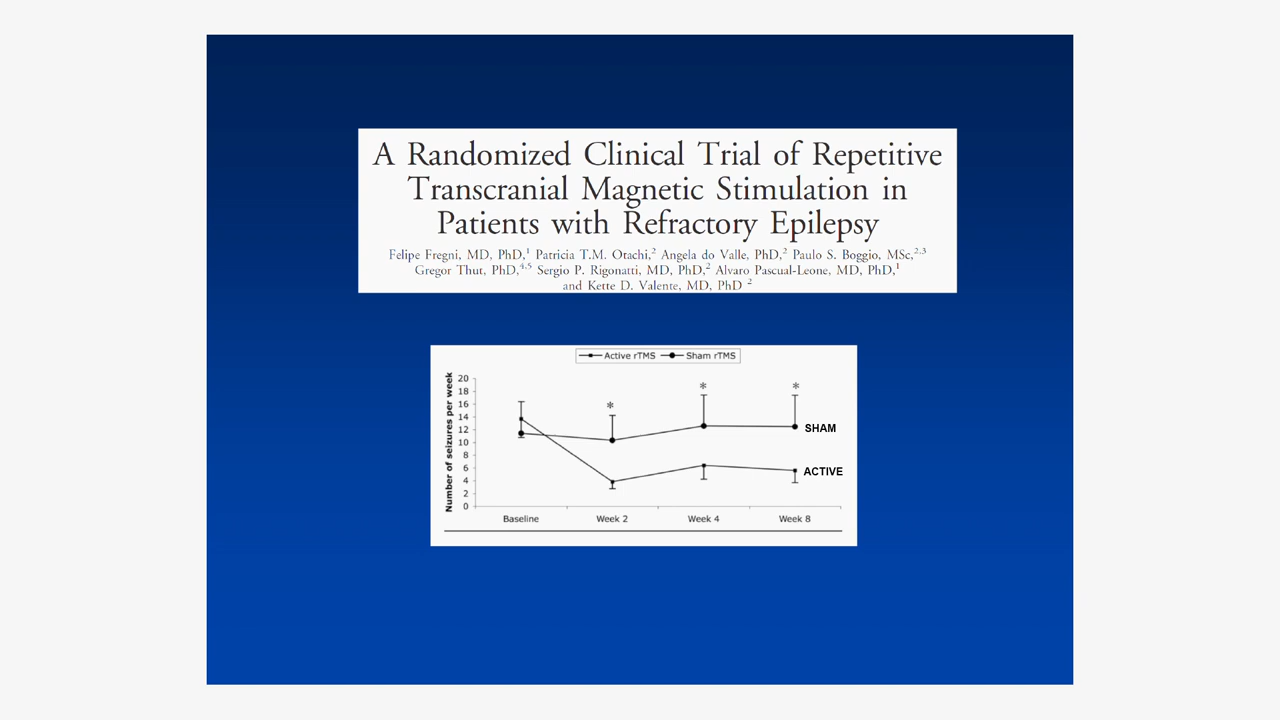 A Randomized Clinical Trial of Repetitive
Transcranial Magnetic Stimulation in
Patients with Refractory Epilepsy
Felipe Fregni, MD, PhD,1 Patricia T.M. Otachi,2 Angela do Valle, PhD,2 Paulo S. Boggio, MSc,2,3
Gregor Thut, PhD,4,5 Sergio P. Rigonatti, MD, PhD,2 Alvaro Pascual-Leone, MD, PhD,1
and Kette D. Valente, MD, PhD 2
Active rTMS Sham rTMS
Number of seizures per week
20
18
16
14
12
10
8
6
4
2
0
* * *
SHAM
ACTIVE
Baseline Week 2 Week 4 Week 8